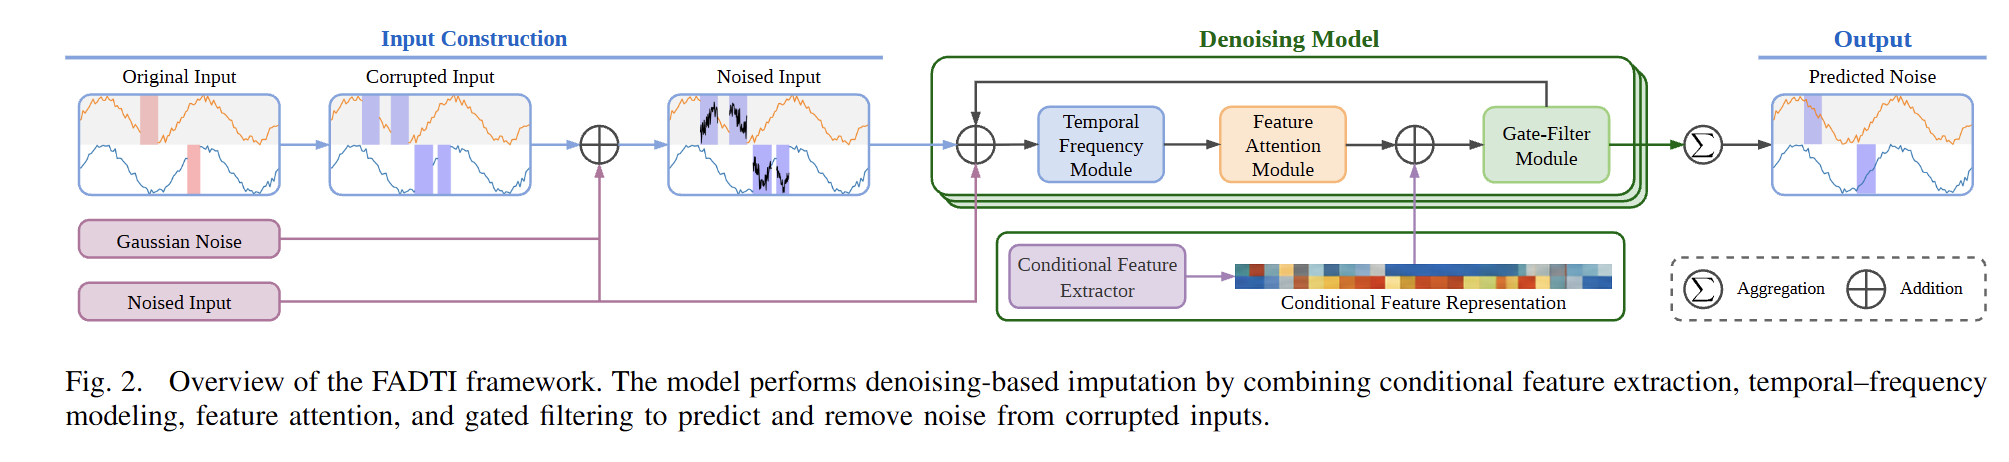 Input Construction
Denoising Model
Output
Original Input
Corrupted Input
Noised Input
Predicted Noise
Temporal
Frequency
Module
Feature
Attention
Module
Gate-Filter
Module
Σ
Gaussian Noise
Noised Input
Conditional Feature
Extractor
Conditional Feature Representation
Σ Aggregation
Addition
Fig. 2. Overview of the FADTI framework. The model performs denoising-based imputation by combining conditional feature extraction, temporal–frequency
modeling, feature attention, and gated filtering to predict and remove noise from corrupted inputs.